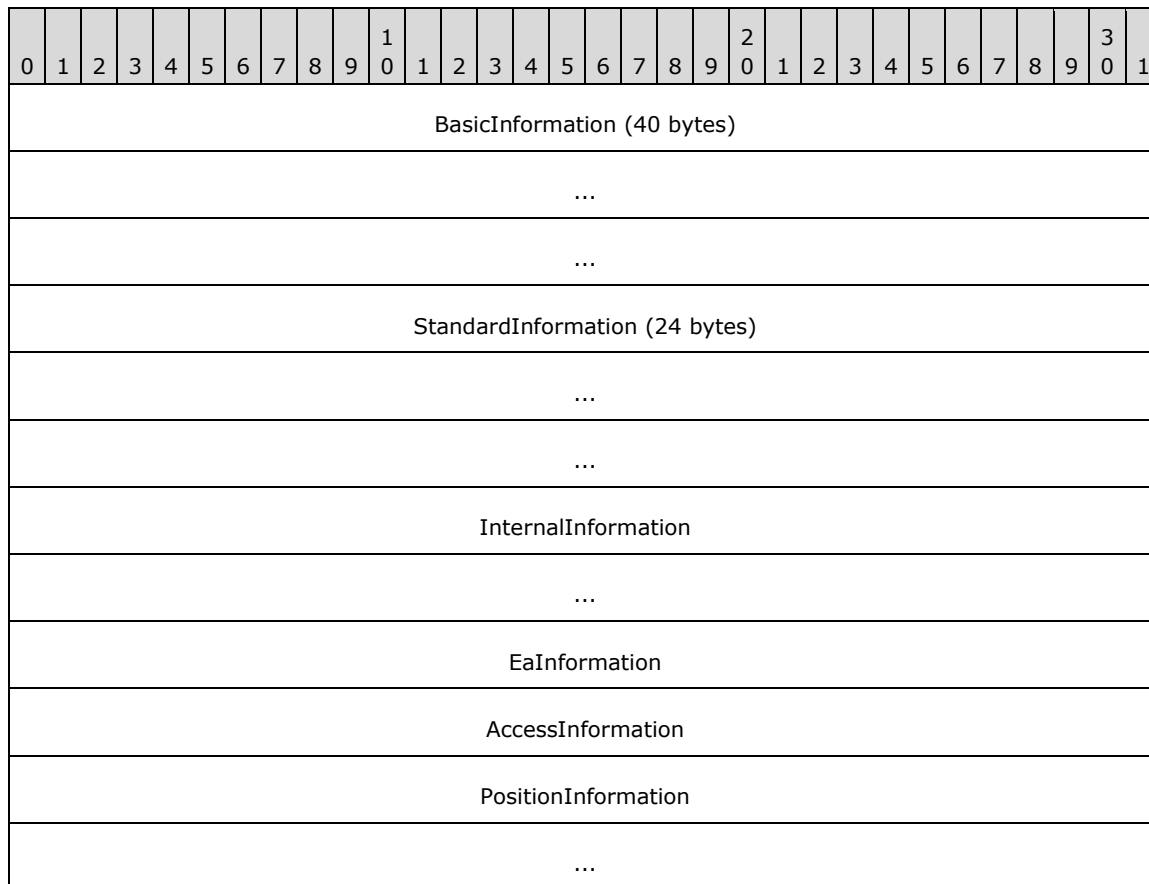 1 2 3
0 1 2 3 4 5 6 7 8 9 0 1 2 3 4 5 6 7 8 9 0 1 2 3 4 5 6 7 8 9 0 1
BasicInformation (40 bytes)
...
...
StandardInformation (24 bytes)
...
...
InternalInformation
...
EaInformation
AccessInformation
PositionInformation
...